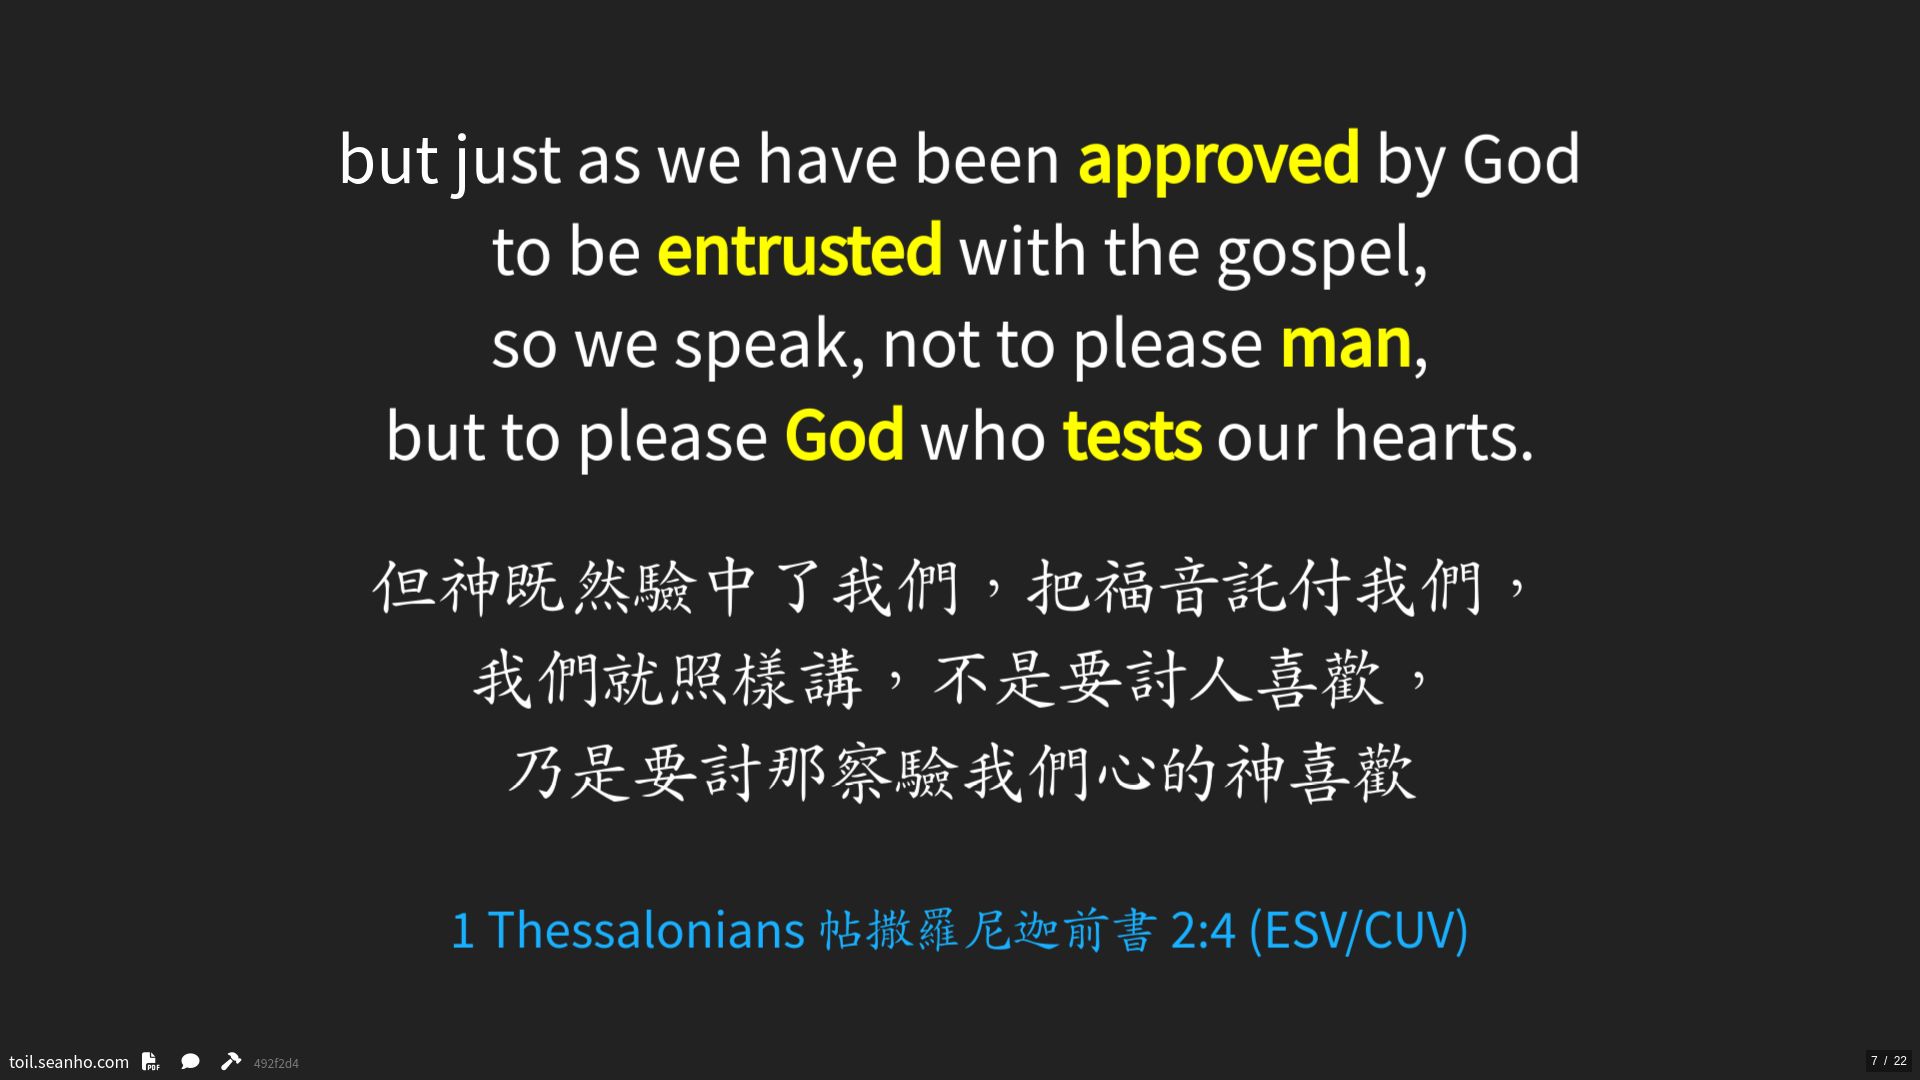 but just as we have been approved by God
to be entrusted with the gospel,
so we speak, not to please man,
but to please God who tests our hearts.
但神既然驗中了我們，把福音託付我們，
我們就照樣講，不是要討人喜歡，
乃是要討那察驗我們心的神喜歡
1 Thessalonians 帖撒羅尼迦前書 2:4 (ESV/CUV)
toil.seanho.com PDF 492f2d4
7 / 22